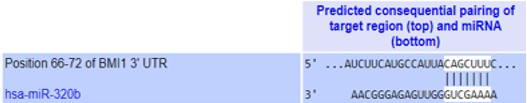 Predicted consequential pairing of
target region (top) and miRNA
(bottom)
Position 66-72 of BMI1 3' UTR 5' ...AUCUUCAUGCCAUUACAGCUUUC...
hsa-miR-320b 3' AACGGGAGAGUUGGGUCGAAAA